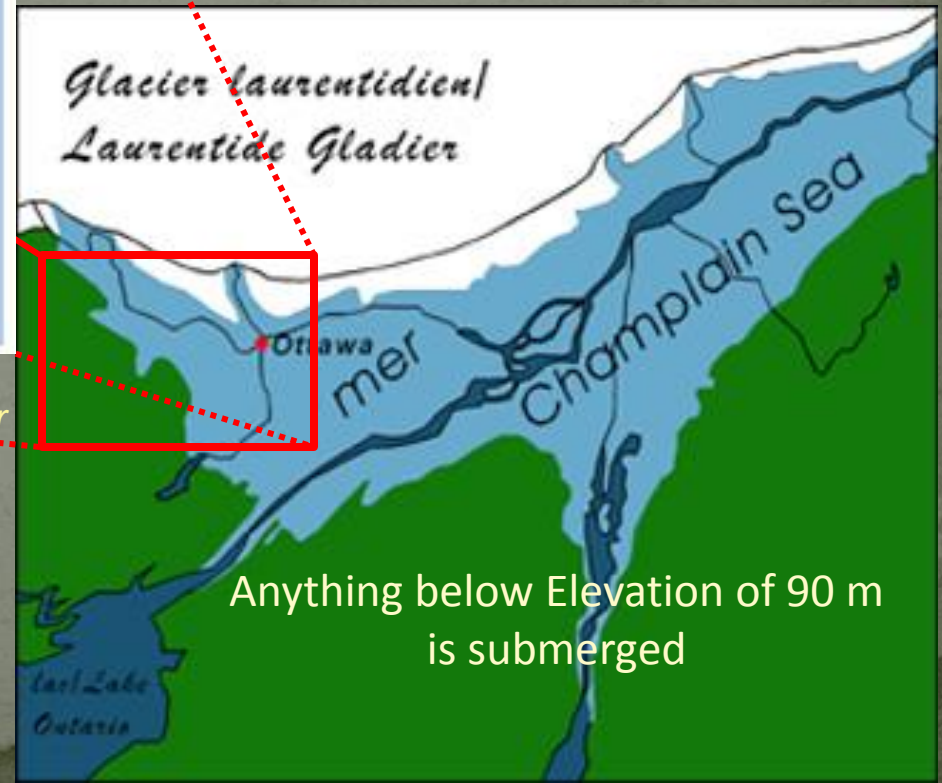 Glacier laurentidien/
Laurentide Gladier
Champlain Sea
mer
Ottawa
r
Anything below Elevation of 90 m
is submerged
lac/Lake
Ontario